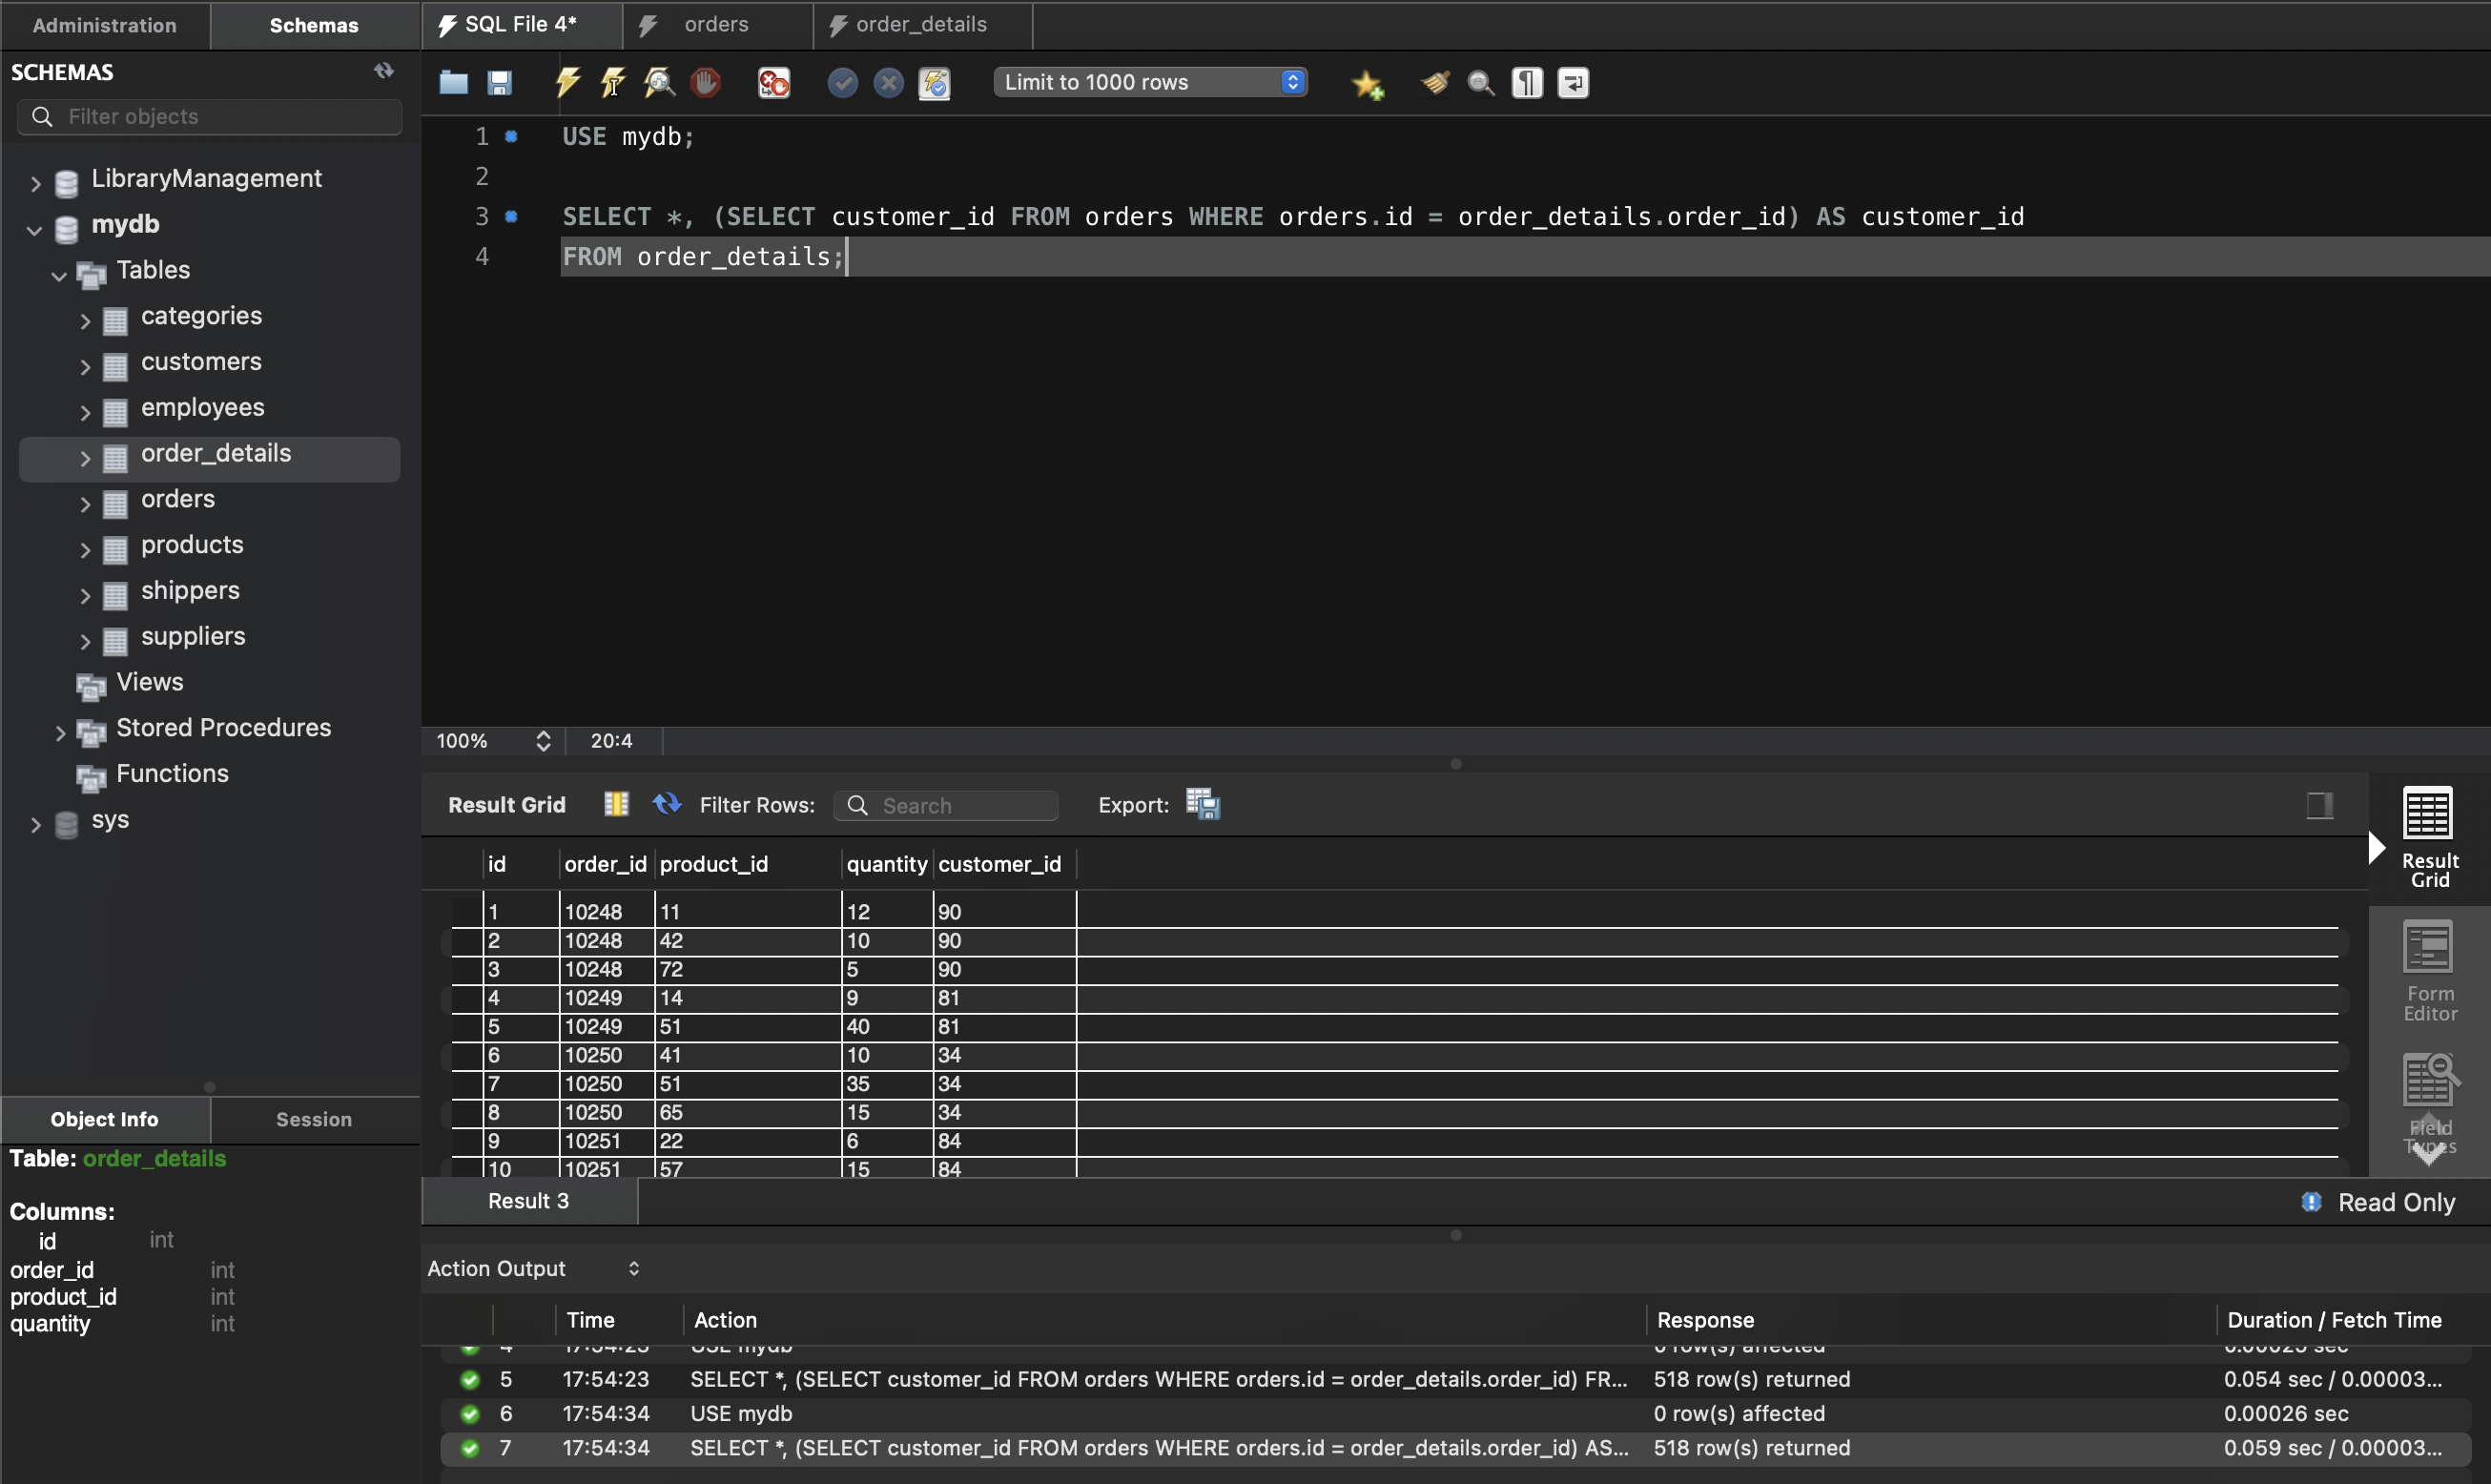 Administration
Schemas
SQL File 4*
orders
order_details
SCHEMAS
Filter objects
LibraryManagement
mydb
Tables
categories
customers
employees
order_details
orders
products
shippers
suppliers
Views
Stored Procedures
Functions
sys
Limit to 1000 rows
1 USE mydb;
2
3 SELECT *, (SELECT customer_id FROM orders WHERE orders.id = order_details.order_id) AS customer_id
4 FROM order_details;
100% 20:4
Result Grid Filter Rows: Search Export:
id order_id product_id quantity customer_id
1 10248 11 12 90
2 10248 42 10 90
3 10248 72 5 90
4 10249 14 9 81
5 10249 51 40 81
6 10250 41 10 34
7 10250 51 35 34
8 10250 65 15 34
9 10251 22 6 84
10 10251 57 15 84
Result
Grid
Form
Editor
Field
Types
Result 3
Read Only
Object Info
Session
Table: order_details
Columns:
id int
order_id int
product_id int
quantity int
Action Output
Time Action Response Duration / Fetch Time
4 17:54:23 USE mydb 0 row(s) affected 0.00025 sec
5 17:54:23 SELECT *, (SELECT customer_id FROM orders WHERE orders.id = order_details.order_id) FR... 518 row(s) returned 0.054 sec / 0.00003...
6 17:54:34 USE mydb 0 row(s) affected 0.00026 sec
7 17:54:34 SELECT *, (SELECT customer_id FROM orders WHERE orders.id = order_details.order_id) AS... 518 row(s) returned 0.059 sec / 0.00003...